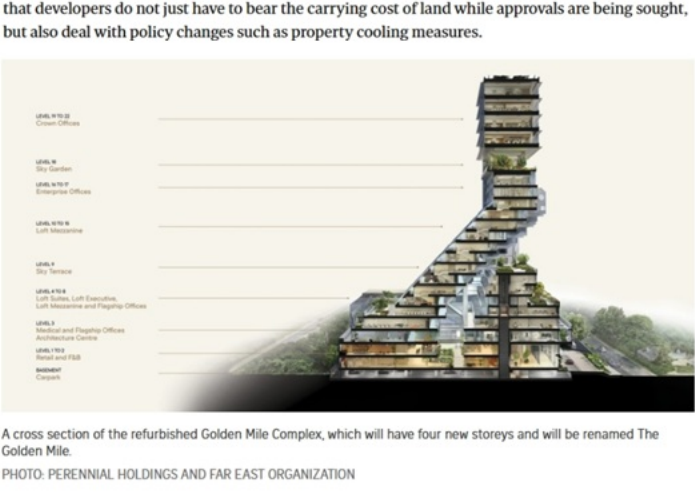 that developers do not just have to bear the carrying cost of land while approvals are being sought,
but also deal with policy changes such as property cooling measures.
LEVEL 19 TO 22
Crown Offices
LEVEL 18
Sky Garden
LEVEL 16 TO 17
Enterprise Offices
LEVEL 10 TO 16
Loft Mezzanine
LEVEL 9
Sky Terrace
LEVEL 4 TO 8
Loft Suites, Loft Executive,
Loft Mezzanine and Flagship Offices
LEVEL 3
Medical and Flagship Offices
Architecture Centre
LEVEL 1 TO 2
Retail and F&B
BASEMENT
Carpark
A cross section of the refurbished Golden Mile Complex, which will have four new storeys and will be renamed The
Golden Mile.
PHOTO: PERENNIAL HOLDINGS AND FAR EAST ORGANIZATION